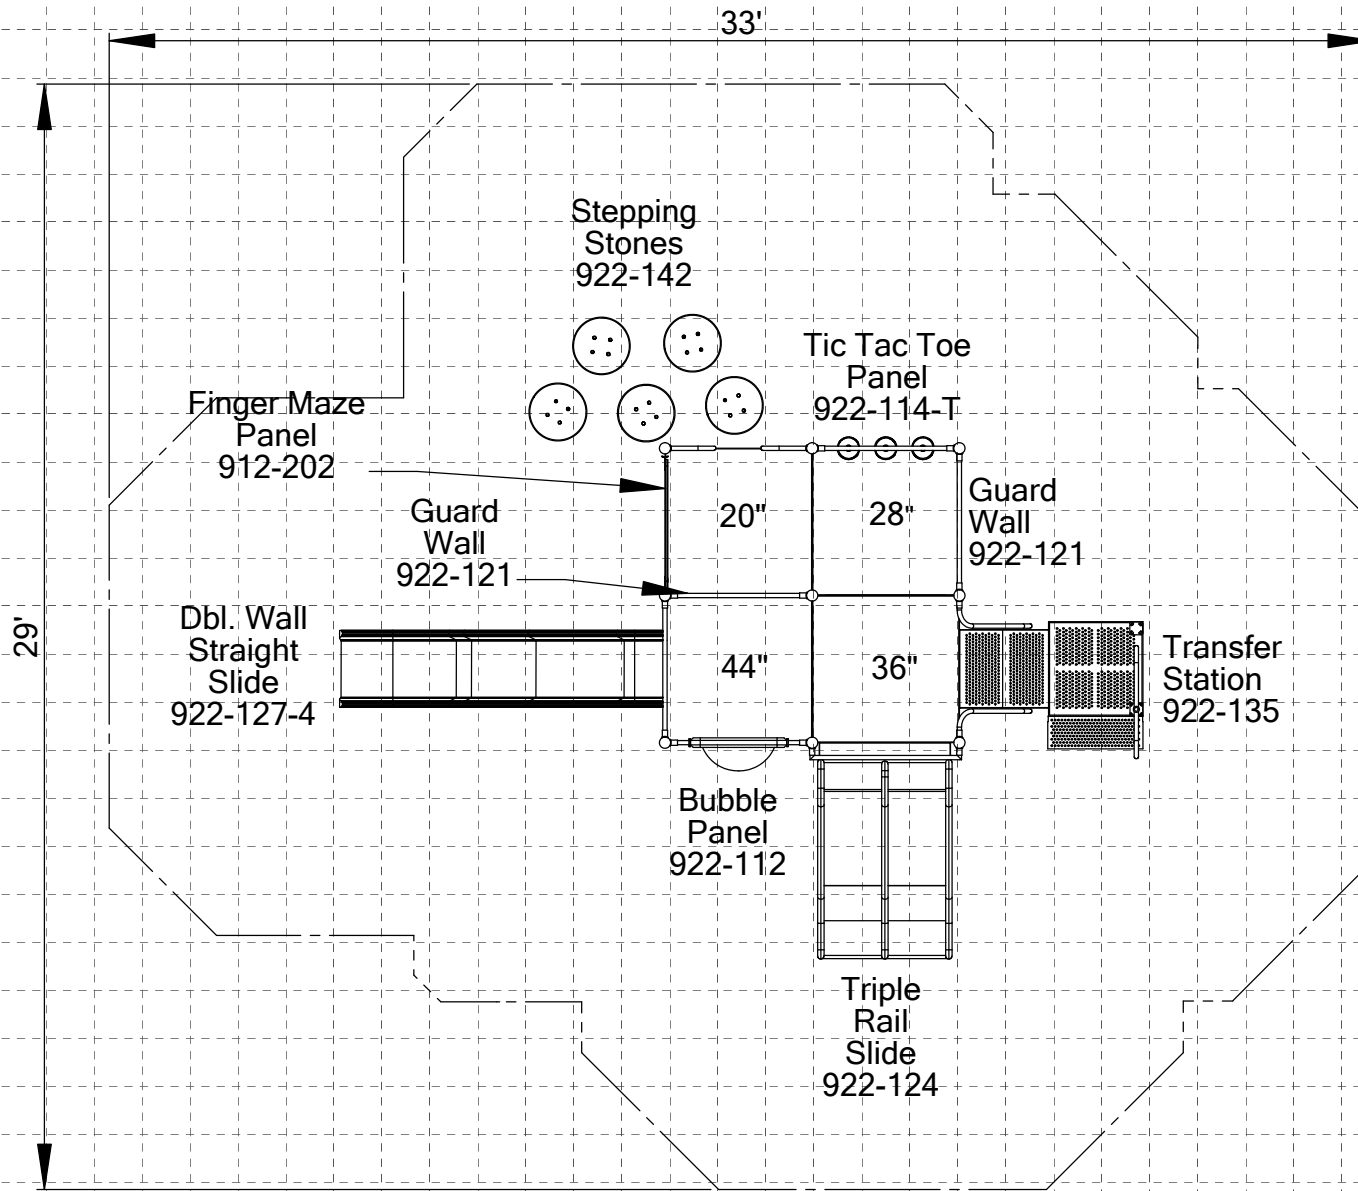 33'
29'
Stepping
Stones
922-142
Tic Tac Toe
Panel
922-114-T
Finger Maze
Panel
912-202
Guard
Wall
922-121
20"
28"
Guard
Wall
922-121
Dbl. Wall
Straight
Slide
922-127-4
44"
36"
Transfer
Station
922-135
Bubble
Panel
922-112
Triple
Rail
Slide
922-124